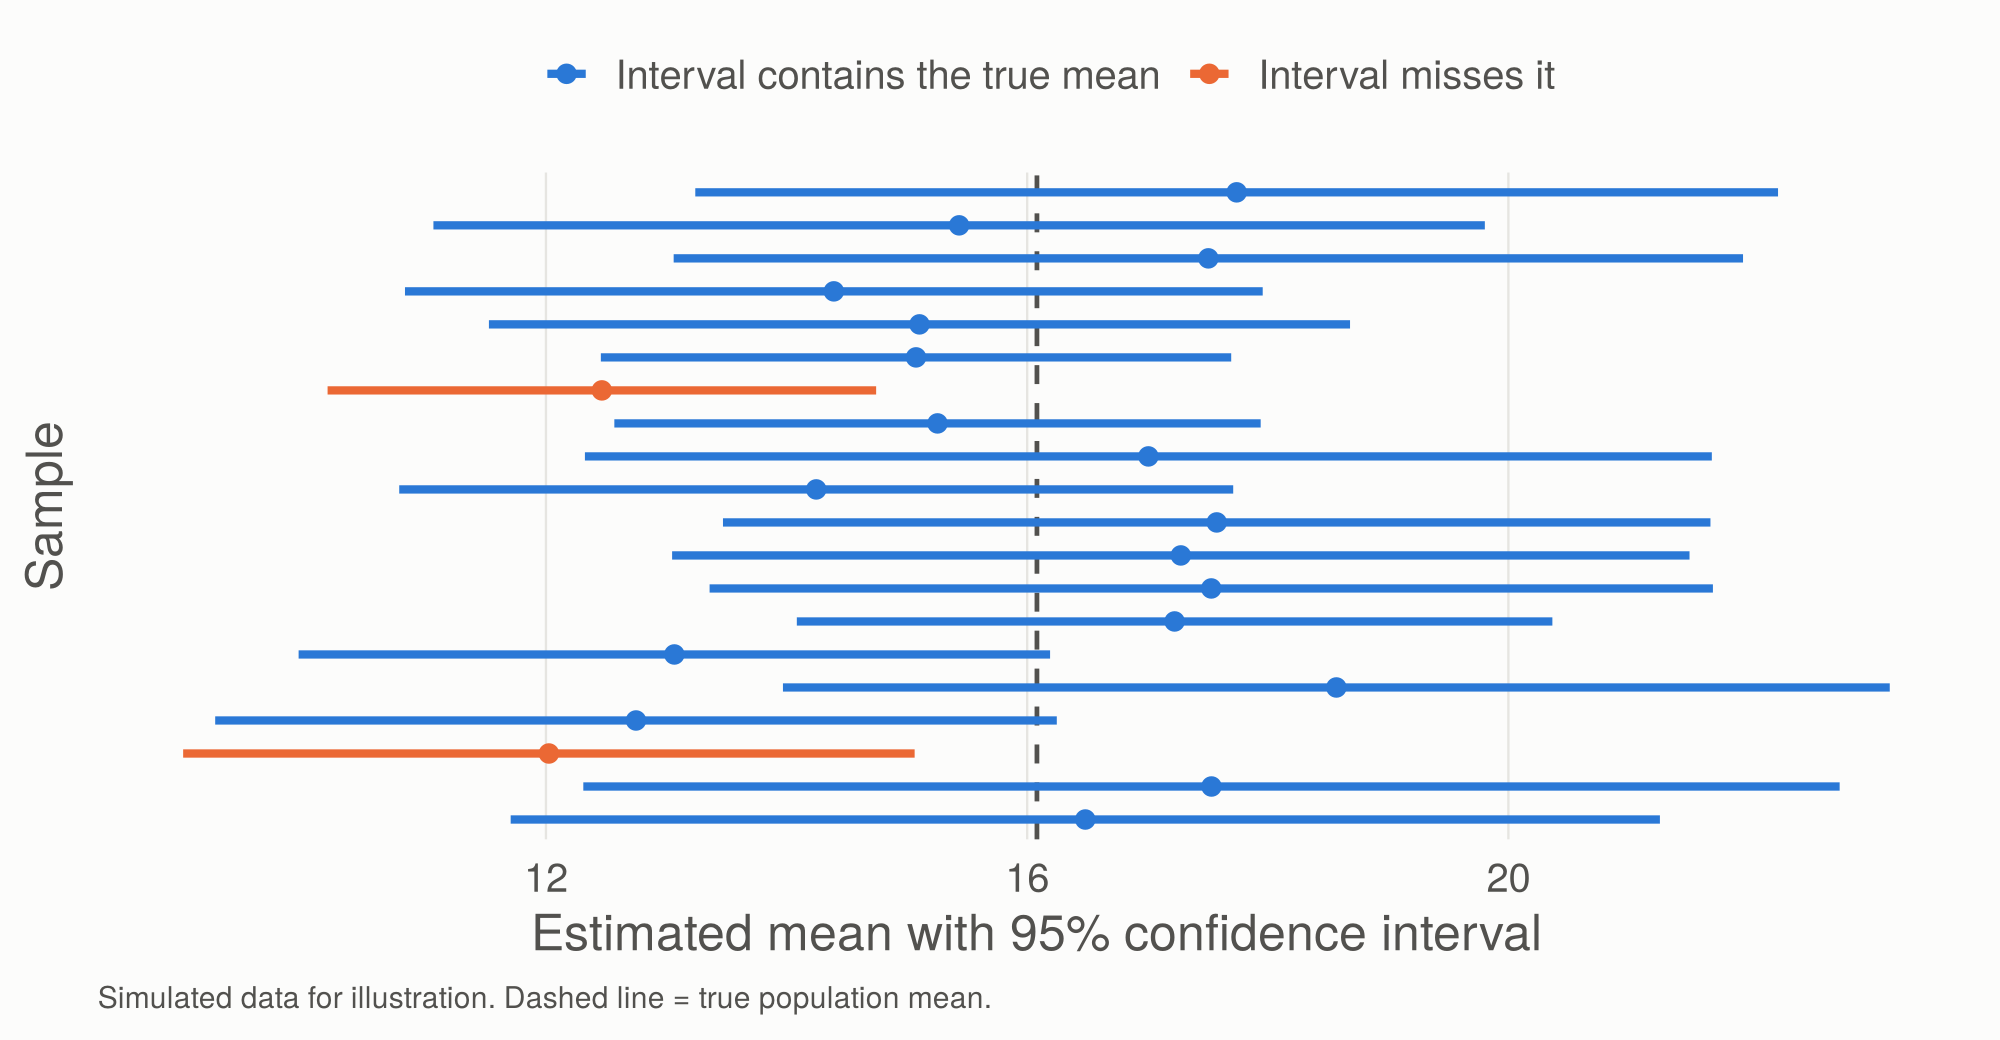 Interval contains the true mean Interval misses it
Sample
12 16 20
Estimated mean with 95% confidence interval
Simulated data for illustration. Dashed line = true population mean.